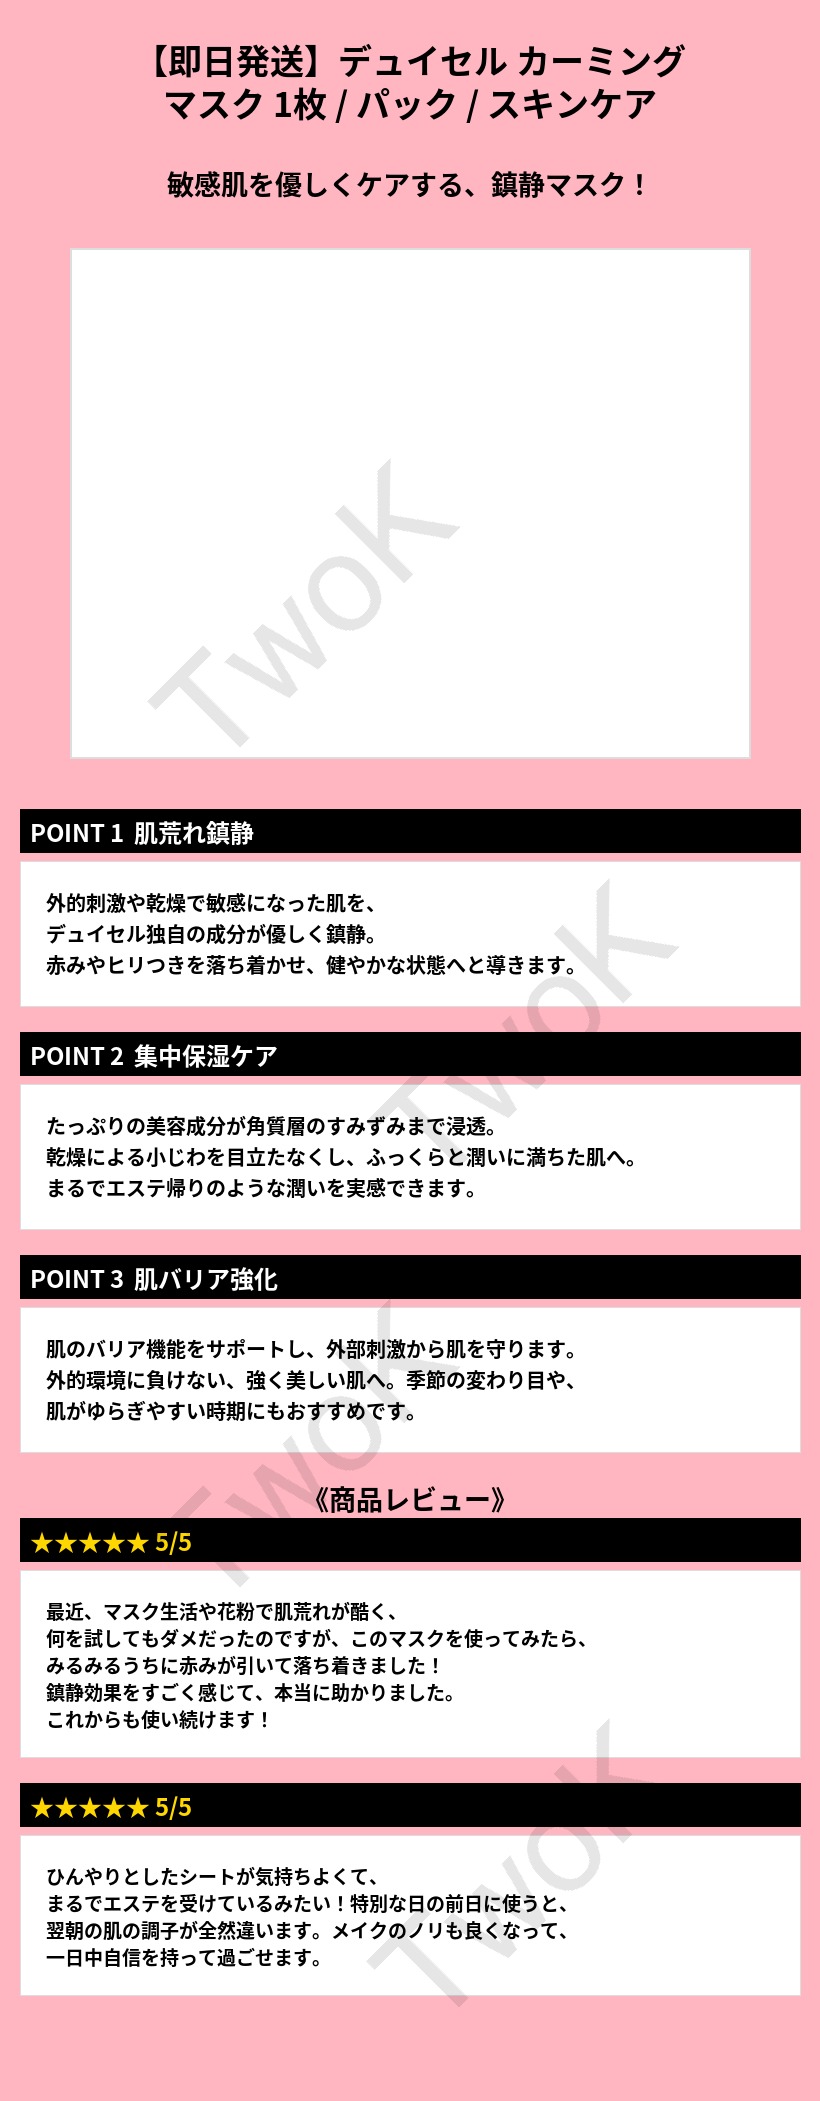 【即日発送】デュイセル カーミング
マスク 1枚 / パック / スキンケア
敏感肌を優しくケアする、鎮静マスク！
TwoK
POINT 1 肌荒れ鎮静
外的刺激や乾燥で敏感になった肌を、
デュイセル独自の成分が優しく鎮静。
赤みやヒリつきを落ち着かせ、健やかな状態へと導きます。
TwoK
POINT 2 集中保湿ケア
たっぷりの美容成分が角質層のすみずみまで浸透。
乾燥による小じわを目立たなくし、ふっくらと潤いに満ちた肌へ。
まるでエステ帰りのような潤いを実感できます。
POINT 3 肌バリア強化
肌のバリア機能をサポートし、外部刺激から肌を守ります。
外的環境に負けない、強く美しい肌へ。季節の変わり目や、
肌がゆらぎやすい時期にもおすすめです。
TwoK
《商品レビュー》
★★★★★ 5/5
最近、マスク生活や花粉で肌荒れが酷く、
何を試してもダメだったのですが、このマスクを使ってみたら、
みるみるうちに赤みが引いて落ち着きました！
鎮静効果をすごく感じて、本当に助かりました。
これからも使い続けます！
★★★★★ 5/5
ひんやりとしたシートが気持ちよくて、
まるでエステを受けているみたい！特別な日の前日に使うと、
翌朝の肌の調子が全然違います。メイクのノリも良くなって、
一日中自信を持って過ごせます。
TwoK